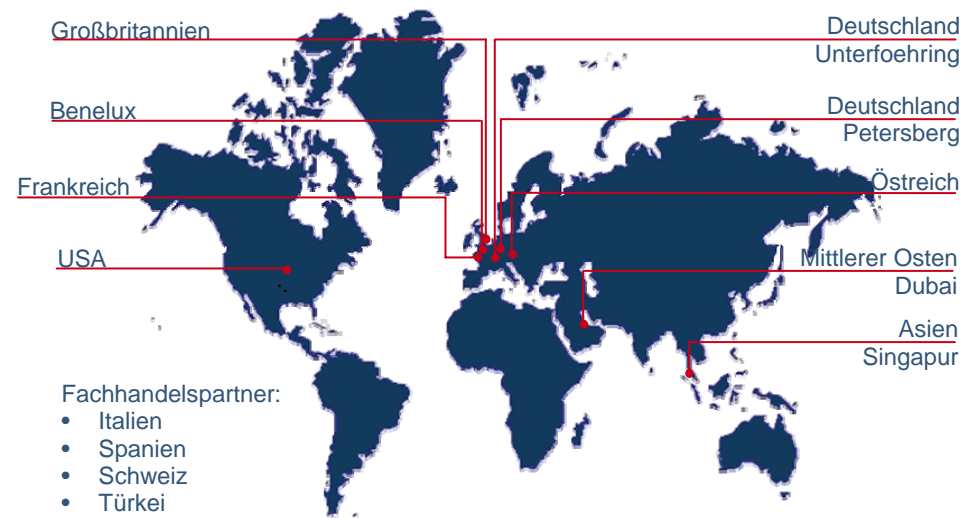 Großbritannien
Benelux
Frankreich
USA
Deutschland
Unterfoehring
Deutschland
Petersberg
Östreich
Mittlerer Osten
Dubai
Asien
Singapur
Fachhandelspartner:
• Italien
• Spanien
• Schweiz
• Türkei